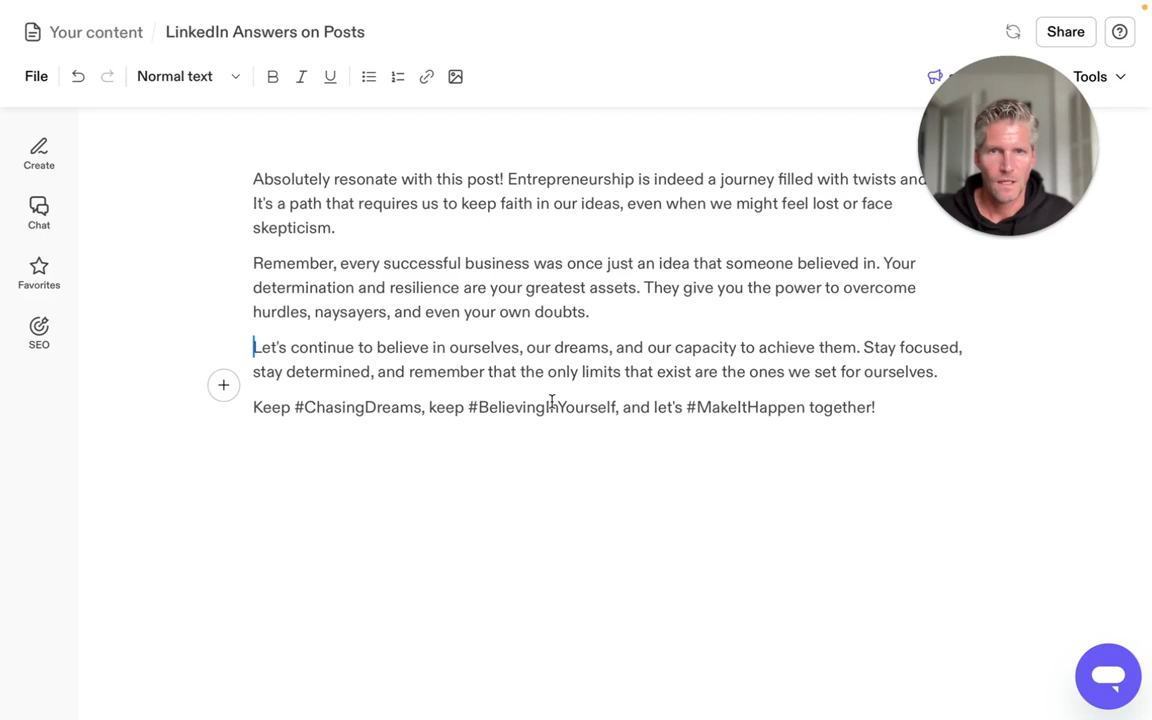 Your content / LinkedIn Answers on Posts
Share
File
Normal text
B I U
Tools
Create
Chat
Favorites
SEO
Absolutely resonate with this post! Entrepreneurship is indeed a journey filled with twists and
It's a path that requires us to keep faith in our ideas, even when we might feel lost or face
skepticism.
Remember, every successful business was once just an idea that someone believed in. Your
determination and resilience are your greatest assets. They give you the power to overcome
hurdles, naysayers, and even your own doubts.
Let's continue to believe in ourselves, our dreams, and our capacity to achieve them. Stay focused,
stay determined, and remember that the only limits that exist are the ones we set for ourselves.
Keep #ChasingDreams, keep #BelievingInYourself, and let's #MakeItHappen together!